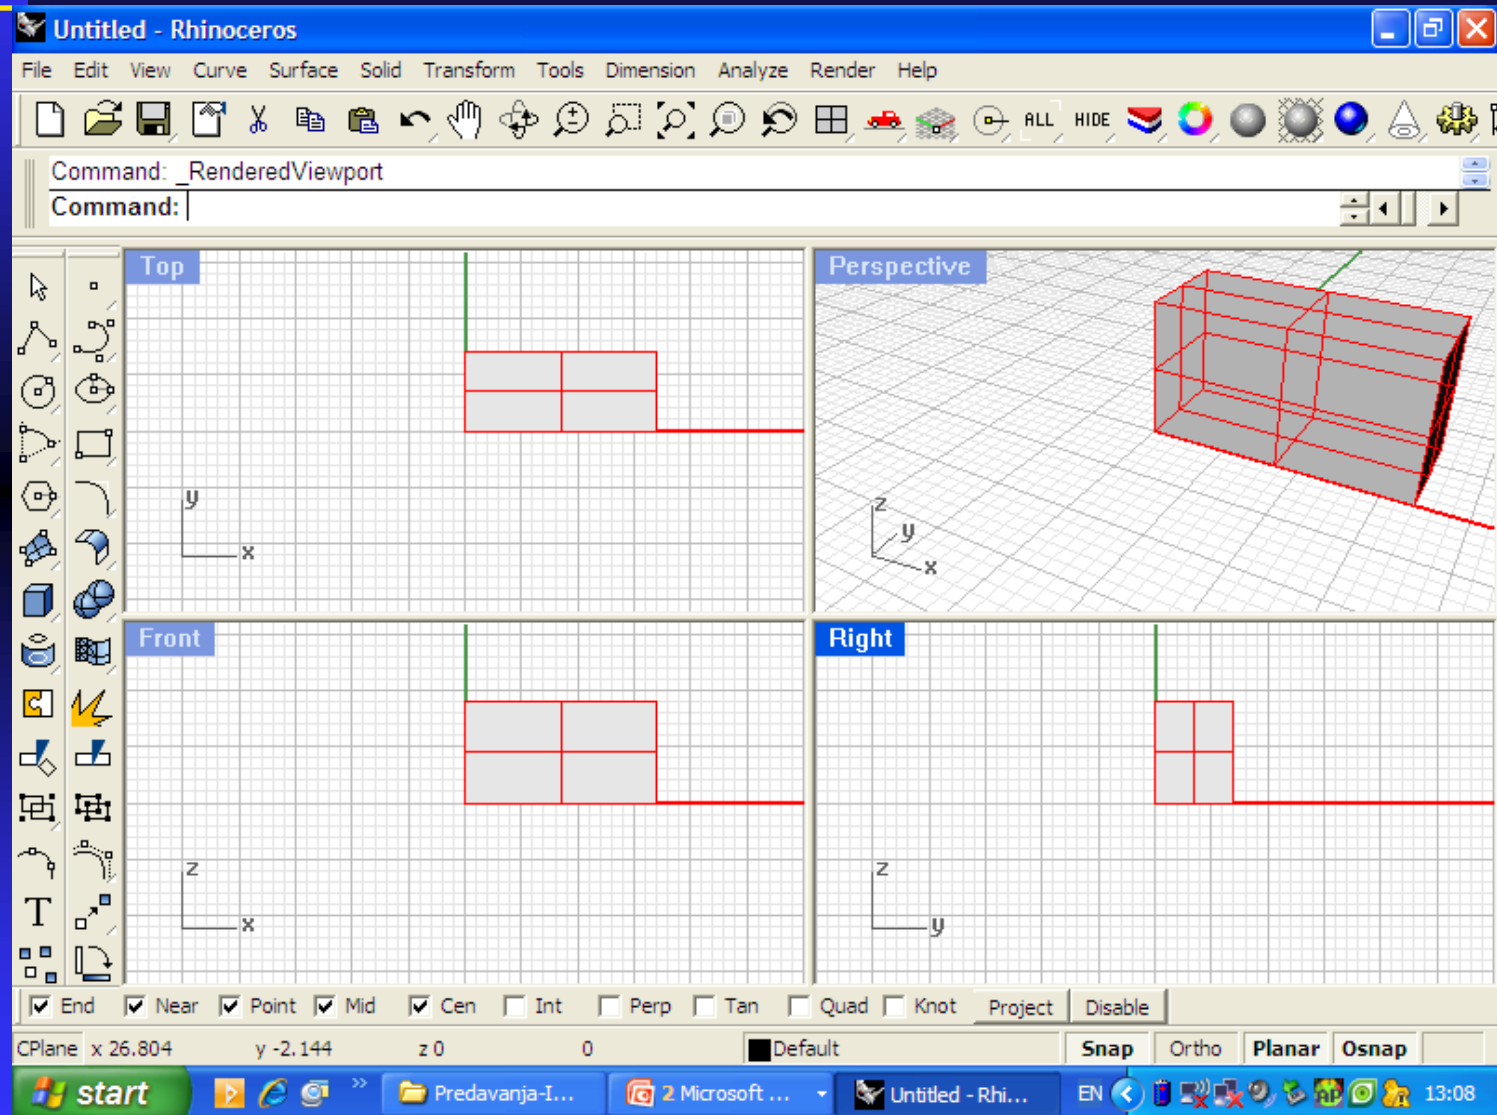 Untitled - Rhinoceros
File Edit View Curve Surface Solid Transform Tools Dimension Analyze Render Help
ALL HIDE
Command: _RenderedViewport
Command:
Top
y
x
Perspective
z
y
x
Front
z
x
Right
z
y
T
End Near Point Mid Cen Int Perp Tan Quad Knot Project Disable
CPlane x 26.804 y -2.144 z 0 0 Default Snap Ortho Planar Osnap
start » Predavanja-I... 2 Microsoft ... Untitled - Rhi... EN 13:08